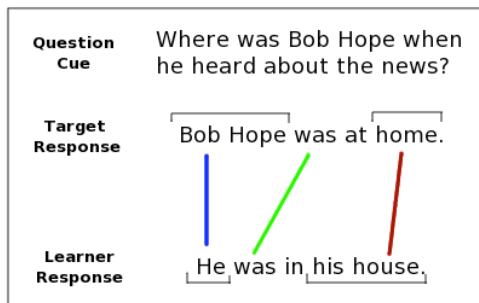 Question Cue
Where was Bob Hope when
he heard about the news?
Target Response
Bob Hope was at home.
Learner Response
He was in his house.